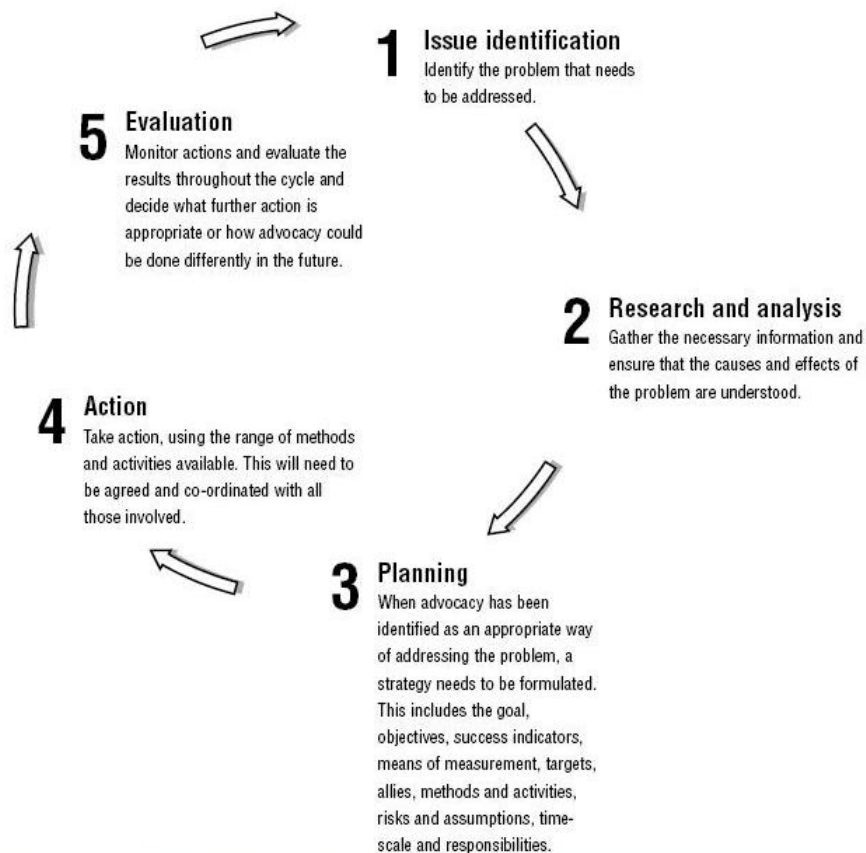 1 Issue identification
Identify the problem that needs
to be addressed.
2 Research and analysis
Gather the necessary information and
ensure that the causes and effects of
the problem are understood.
3 Planning
When advocacy has been
identified as an appropriate way
of addressing the problem, a
strategy needs to be formulated.
This includes the goal,
objectives, success indicators,
means of measurement, targets,
allies, methods and activities,
risks and assumptions, time-
scale and responsibilities.
4 Action
Take action, using the range of methods
and activities available. This will need to
be agreed and co-ordinated with all
those involved.
5 Evaluation
Monitor actions and evaluate the
results throughout the cycle and
decide what further action is
appropriate or how advocacy could
be done differently in the future.